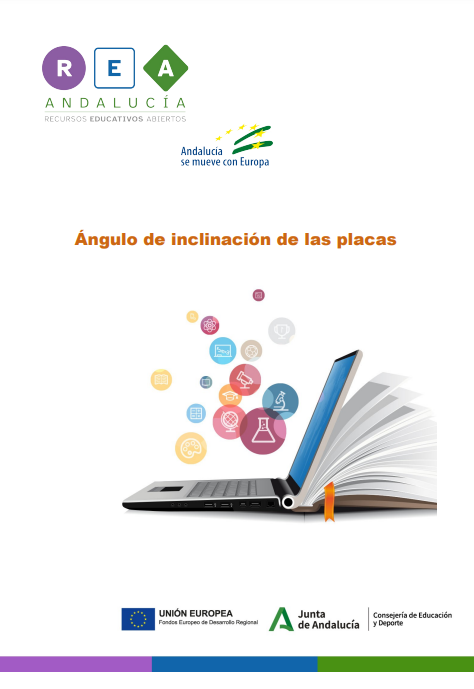 R E A
ANDALUCÍA
RECURSOS EDUCATIVOS ABIERTOS
Andalucía
se mueve con Europa
Ángulo de inclinación de las placas
UNIÓN EUROPEA
Fondos Europeo de Desarrollo Regional
Junta
de Andalucía
Consejería de Educación
y Deporte